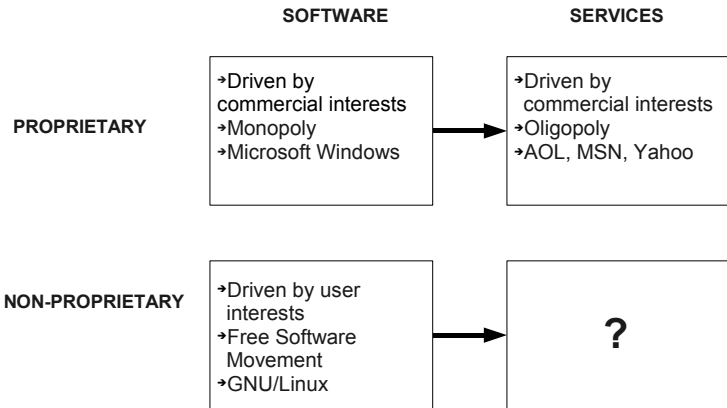 SOFTWARE
SERVICES
PROPRIETARY
➔Driven by
commercial interests
➔Monopoly
➔Microsoft Windows
➔Driven by
commercial interests
➔Oligopoly
➔AOL, MSN, Yahoo
NON-PROPRIETARY
➔Driven by user
interests
➔Free Software
Movement
➔GNU/Linux
?